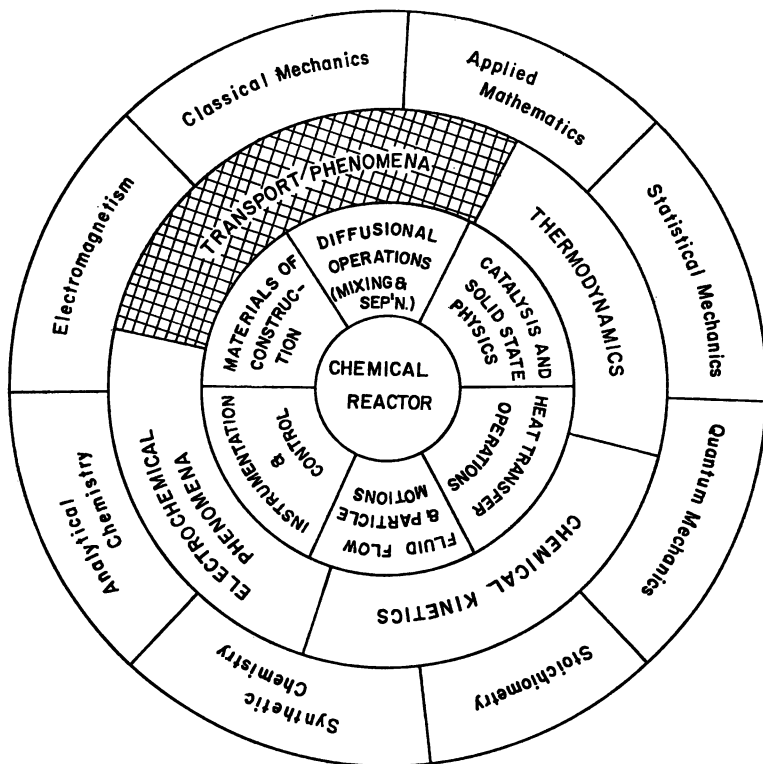 Classical Mechanics
Applied
Mathematics
Statistical Mechanics
Quantum Mechanics
Stoichiometry
Synthetic
Chemistry
Analytical
Chemistry
Electromagnetism
TRANSPORT PHENOMENA
THERMODYNAMICS
CHEMICAL KINETICS
ELECTROCHEMICAL
PHENOMENA
DIFFUSIONAL
OPERATIONS
(MIXING &
SEP'N.)
CATALYSIS AND
SOLID STATE
PHYSICS
HEAT TRANSFER
OPERATIONS
FLUID FLOW
& PARTICLE
MOTIONS
INSTRUMENTATION
&
CONTROL
MATERIALS OF
CONSTRUC-
TION
CHEMICAL
REACTOR